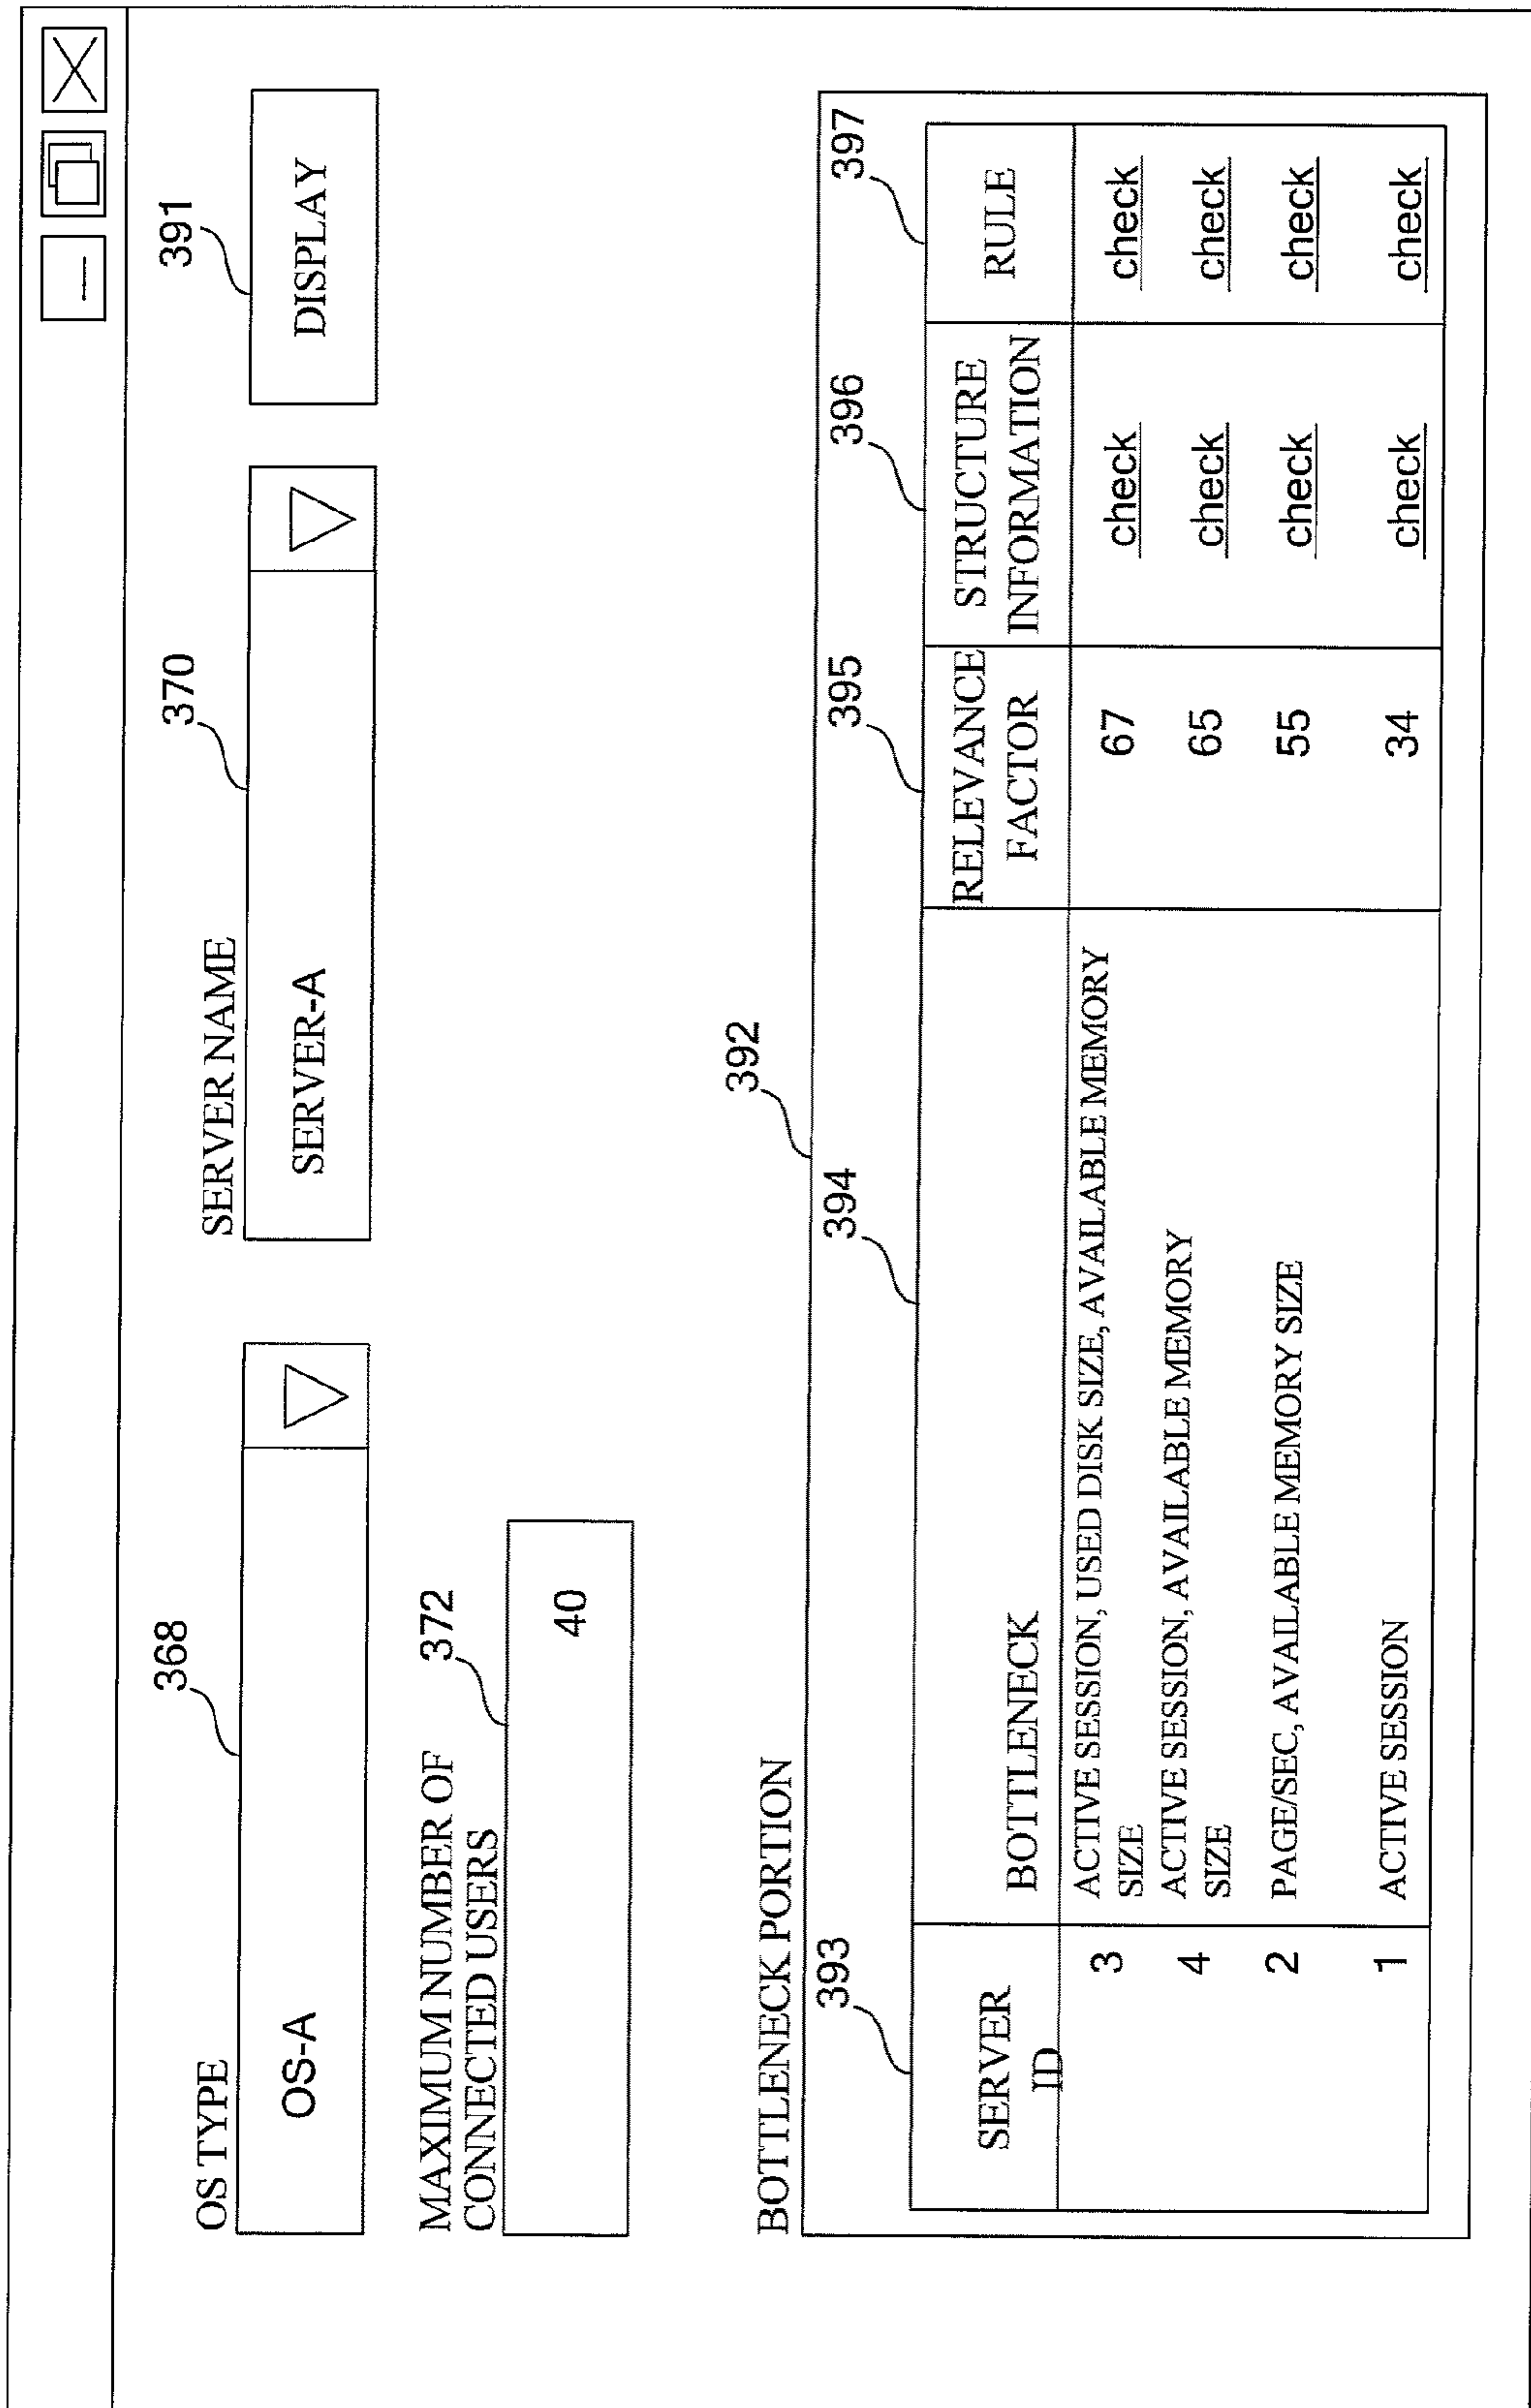 391
DISPLAY
370
SERVER NAME
SERVER-A
368
OS TYPE
OS-A
372
MAXIMUM NUMBER OF
CONNECTED USERS
40
392
BOTTLENECK PORTION
393
394
395
396
397
SERVER
ID
BOTTLENECK
RELEVANCE
FACTOR
STRUCTURE
INFORMATION
RULE
3
ACTIVE SESSION, USED DISK SIZE, AVAILABLE MEMORY
SIZE
67
check
check
4
ACTIVE SESSION, AVAILABLE MEMORY
SIZE
65
check
check
2
PAGE/SEC, AVAILABLE MEMORY SIZE
55
check
check
1
ACTIVE SESSION
34
check
check